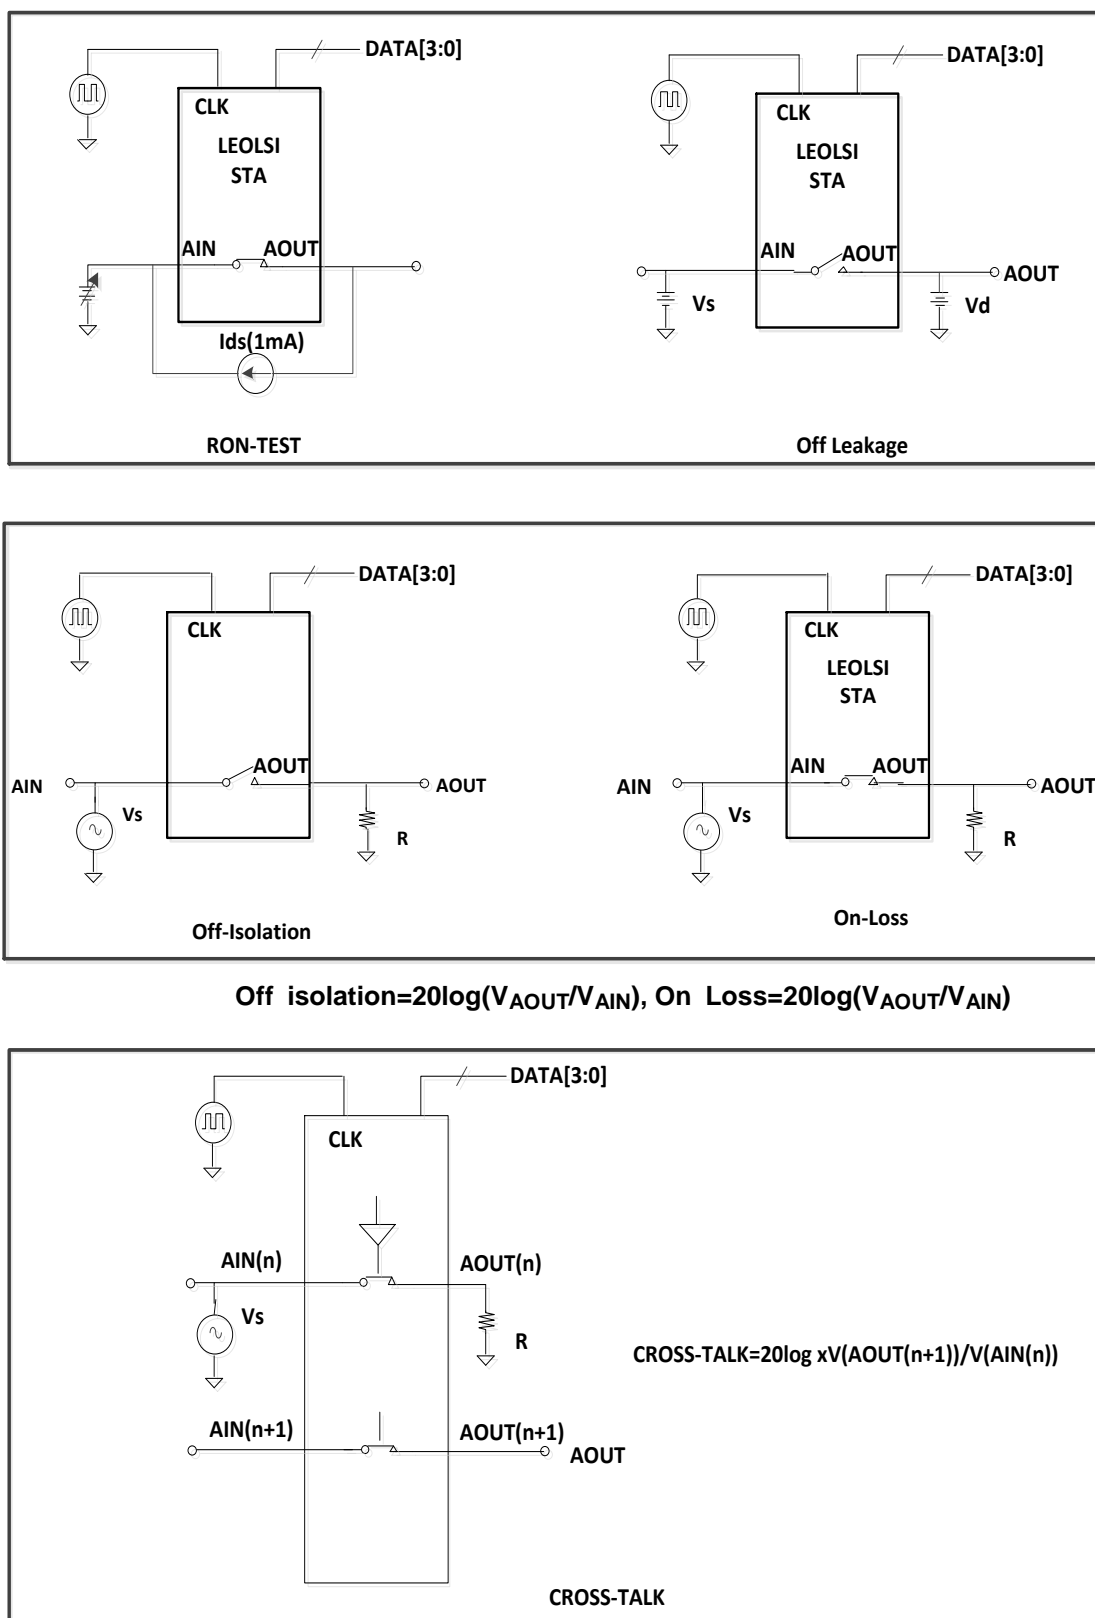 DATA[3:0]
CLK
LEOLSI
STA
AIN
AOUT
Ids(1mA)
RON-TEST
DATA[3:0]
CLK
LEOLSI
STA
AIN
AOUT
AOUT
Vs
Vd
Off Leakage
DATA[3:0]
CLK
AOUT
AIN
AOUT
Vs
R
Off-Isolation
DATA[3:0]
CLK
LEOLSI
STA
AIN
AOUT
AIN
AOUT
Vs
R
On-Loss
Off isolation=20log(VAOUT/VAIN), On Loss=20log(VAOUT/VAIN)
DATA[3:0]
CLK
AIN(n)
AOUT(n)
Vs
R
CROSS-TALK=20log xV(AOUT(n+1))/V(AIN(n))
AIN(n+1)
AOUT(n+1)
AOUT
CROSS-TALK